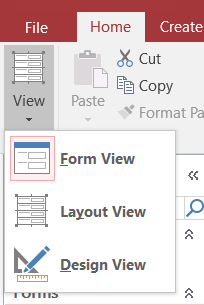 File Home Create
View Paste Cut
Copy
Format Pa
Form View
Layout View
Design View
Forms